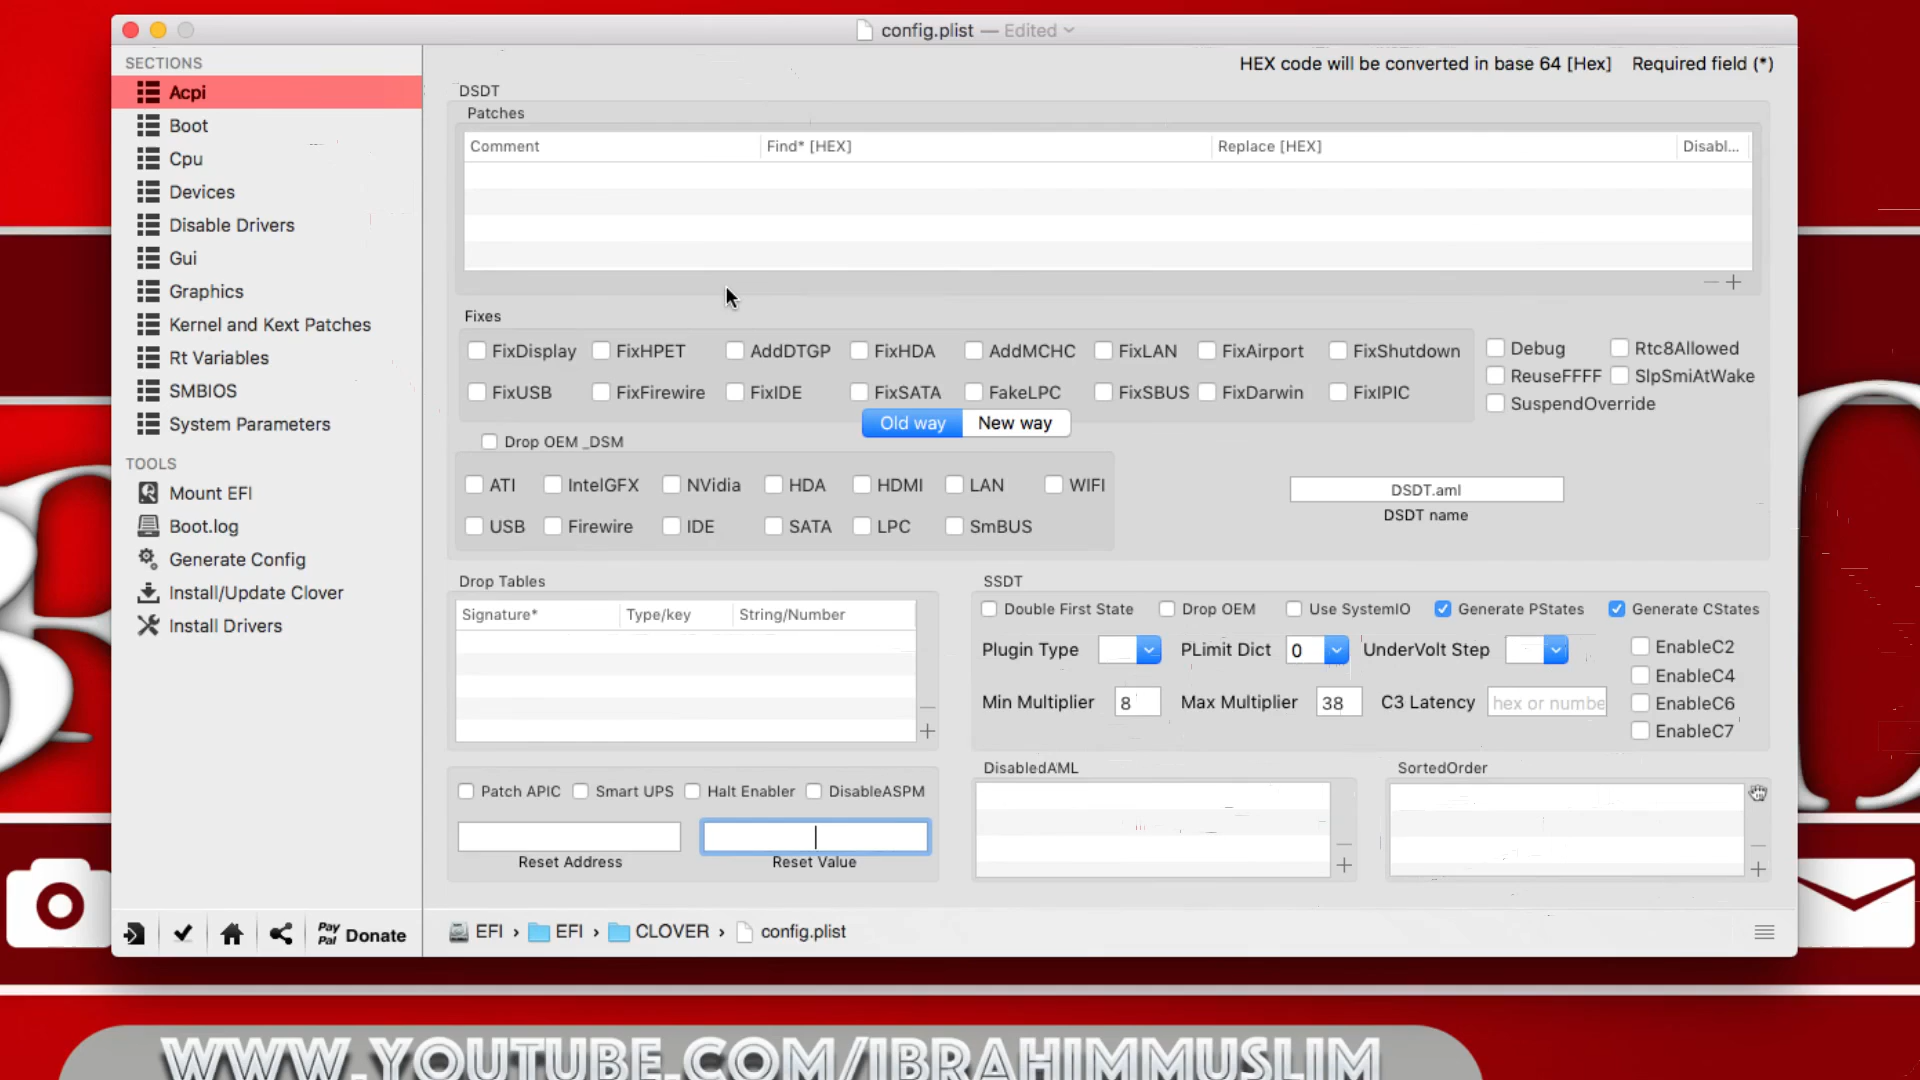 config.plist — Edited
SECTIONS
Acpi
Boot
Cpu
Devices
Disable Drivers
Gui
Graphics
Kernel and Kext Patches
Rt Variables
SMBIOS
System Parameters
TOOLS
Mount EFI
Boot.log
Generate Config
Install/Update Clover
Install Drivers
Pay Pal Donate
HEX code will be converted in base 64 [Hex] Required field (*)
DSDT
Patches
Comment Find* [HEX] Replace [HEX] Disabl...
Fixes
FixDisplay FixHPET AddDTGP FixHDA AddMCHC FixLAN FixAirport FixShutdown
FixUSB FixFirewire FixIDE FixSATA FakeLPC FixSBUS FixDarwin FixIPIC
Debug Rtc8Allowed
ReuseFFFF SlpSmiAtWake
SuspendOverride
Old way New way
Drop OEM _DSM
ATI IntelGFX NVidia HDA HDMI LAN WIFI
USB Firewire IDE SATA LPC SmBUS
DSDT.aml
DSDT name
Drop Tables
Signature* Type/key String/Number
SSDT
Double First State Drop OEM Use SystemIO Generate PStates Generate CStates
Plugin Type PLimit Dict 0 UnderVolt Step
Min Multiplier 8 Max Multiplier 38 C3 Latency hex or numbe
EnableC2
EnableC4
EnableC6
EnableC7
Patch APIC Smart UPS Halt Enabler DisableASPM
Reset Address Reset Value
DisabledAML
SortedOrder
EFI › EFI › CLOVER › config.plist
WWW.YOUTUBE.COM/IBRAHIMMUSLIM